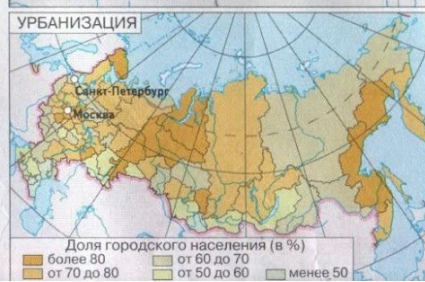 УРБАНИЗАЦИЯ
Санкт-Петербург
Москва
Доля городского населения (в %)
более 80
от 60 до 70
от 70 до 80
от 50 до 60
менее 50